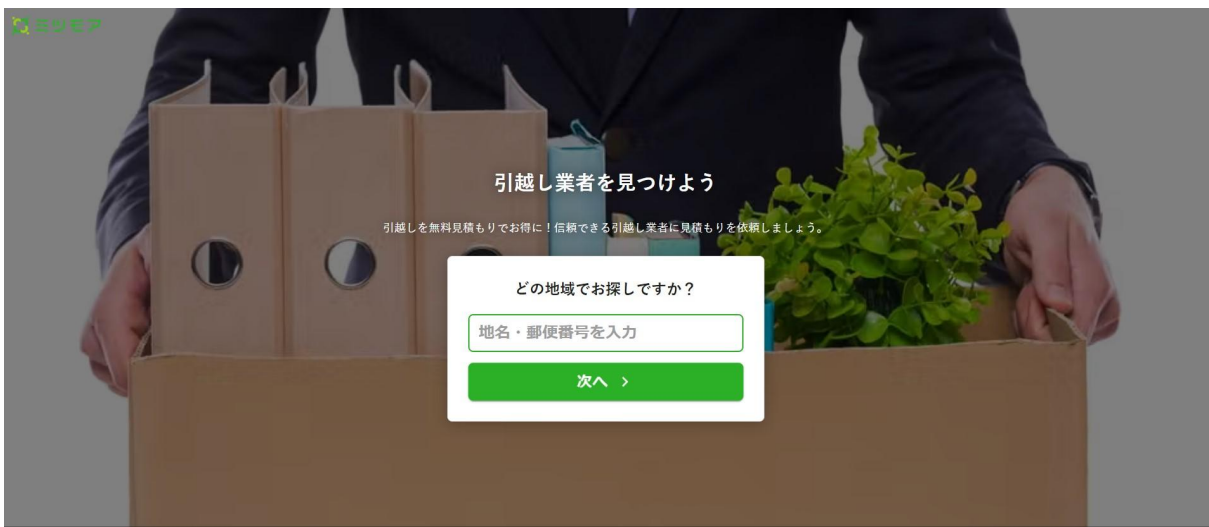 ミツモア
引越し業者を見つけよう
引越しを無料見積もりでお得に！信頼できる引越し業者に見積もりを依頼しましょう。
どの地域でお探しですか？
地名・郵便番号を入力
次へ >